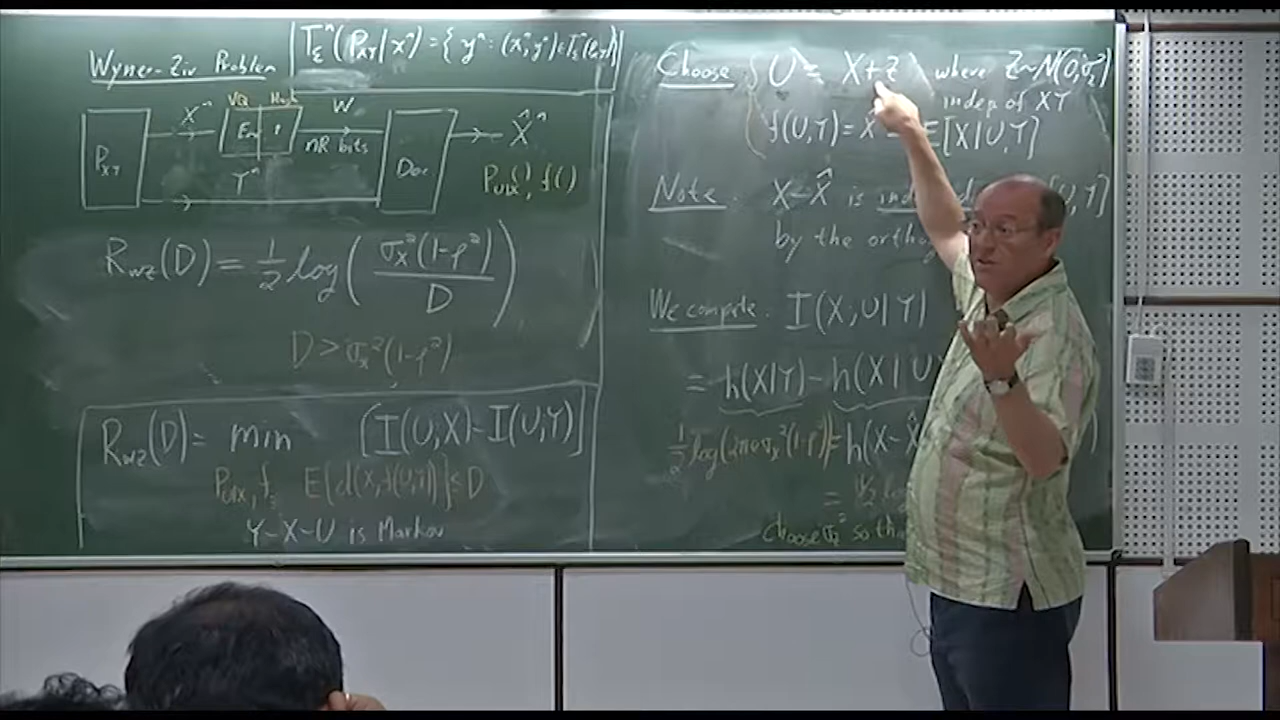 Wyner-Ziv Problem
T_ε^n(P_XY|x^n) = { y^n : (x^n, y^n) ∈ T_ε^n(P_XY) }
VQ Hash
X^n W
P_XY Enc nR bits Dec X̂^n
Y^n
P_U|X(·), f(·)
R_WZ(D) = 1/2 log( σ_X^2(1-ρ^2) / D )
D > σ_X^2(1-ρ^2)
R_WZ(D) = min [I(U;X) - I(U;Y)]
P_U|X, f: E[d(X, f(U,Y))] ≤ D
Y-X-U is Markov
Choose: U = X+Z where Z~N(0,σ_Z^2)
indep of XY
f(U,Y) = X̂ = E[X|U,Y]
Note: X-X̂ is
by the
We compute: I(X;U|Y)
= h(X|Y) - h(X|U
1/2 log(2πe σ_X^2(1-ρ^2)) = h(X-X̂
= 1/2 log
Choose σ_Z^2 so